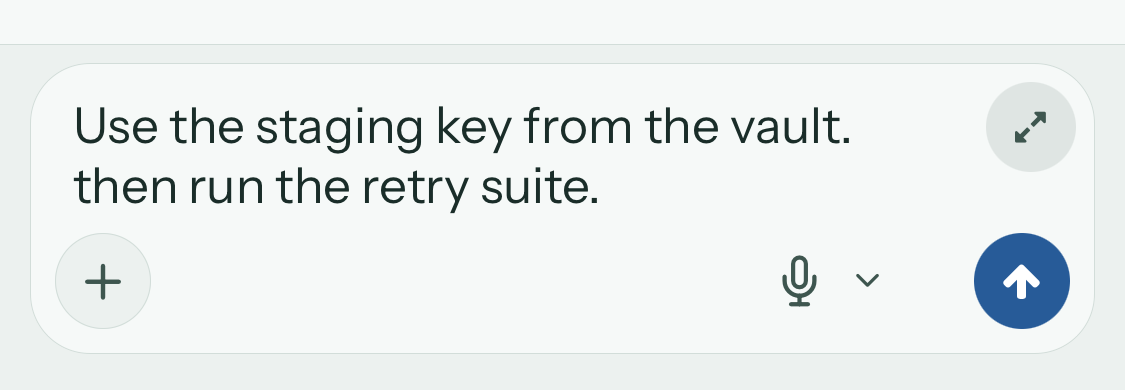 Use the staging key from the vault.
then run the retry suite.